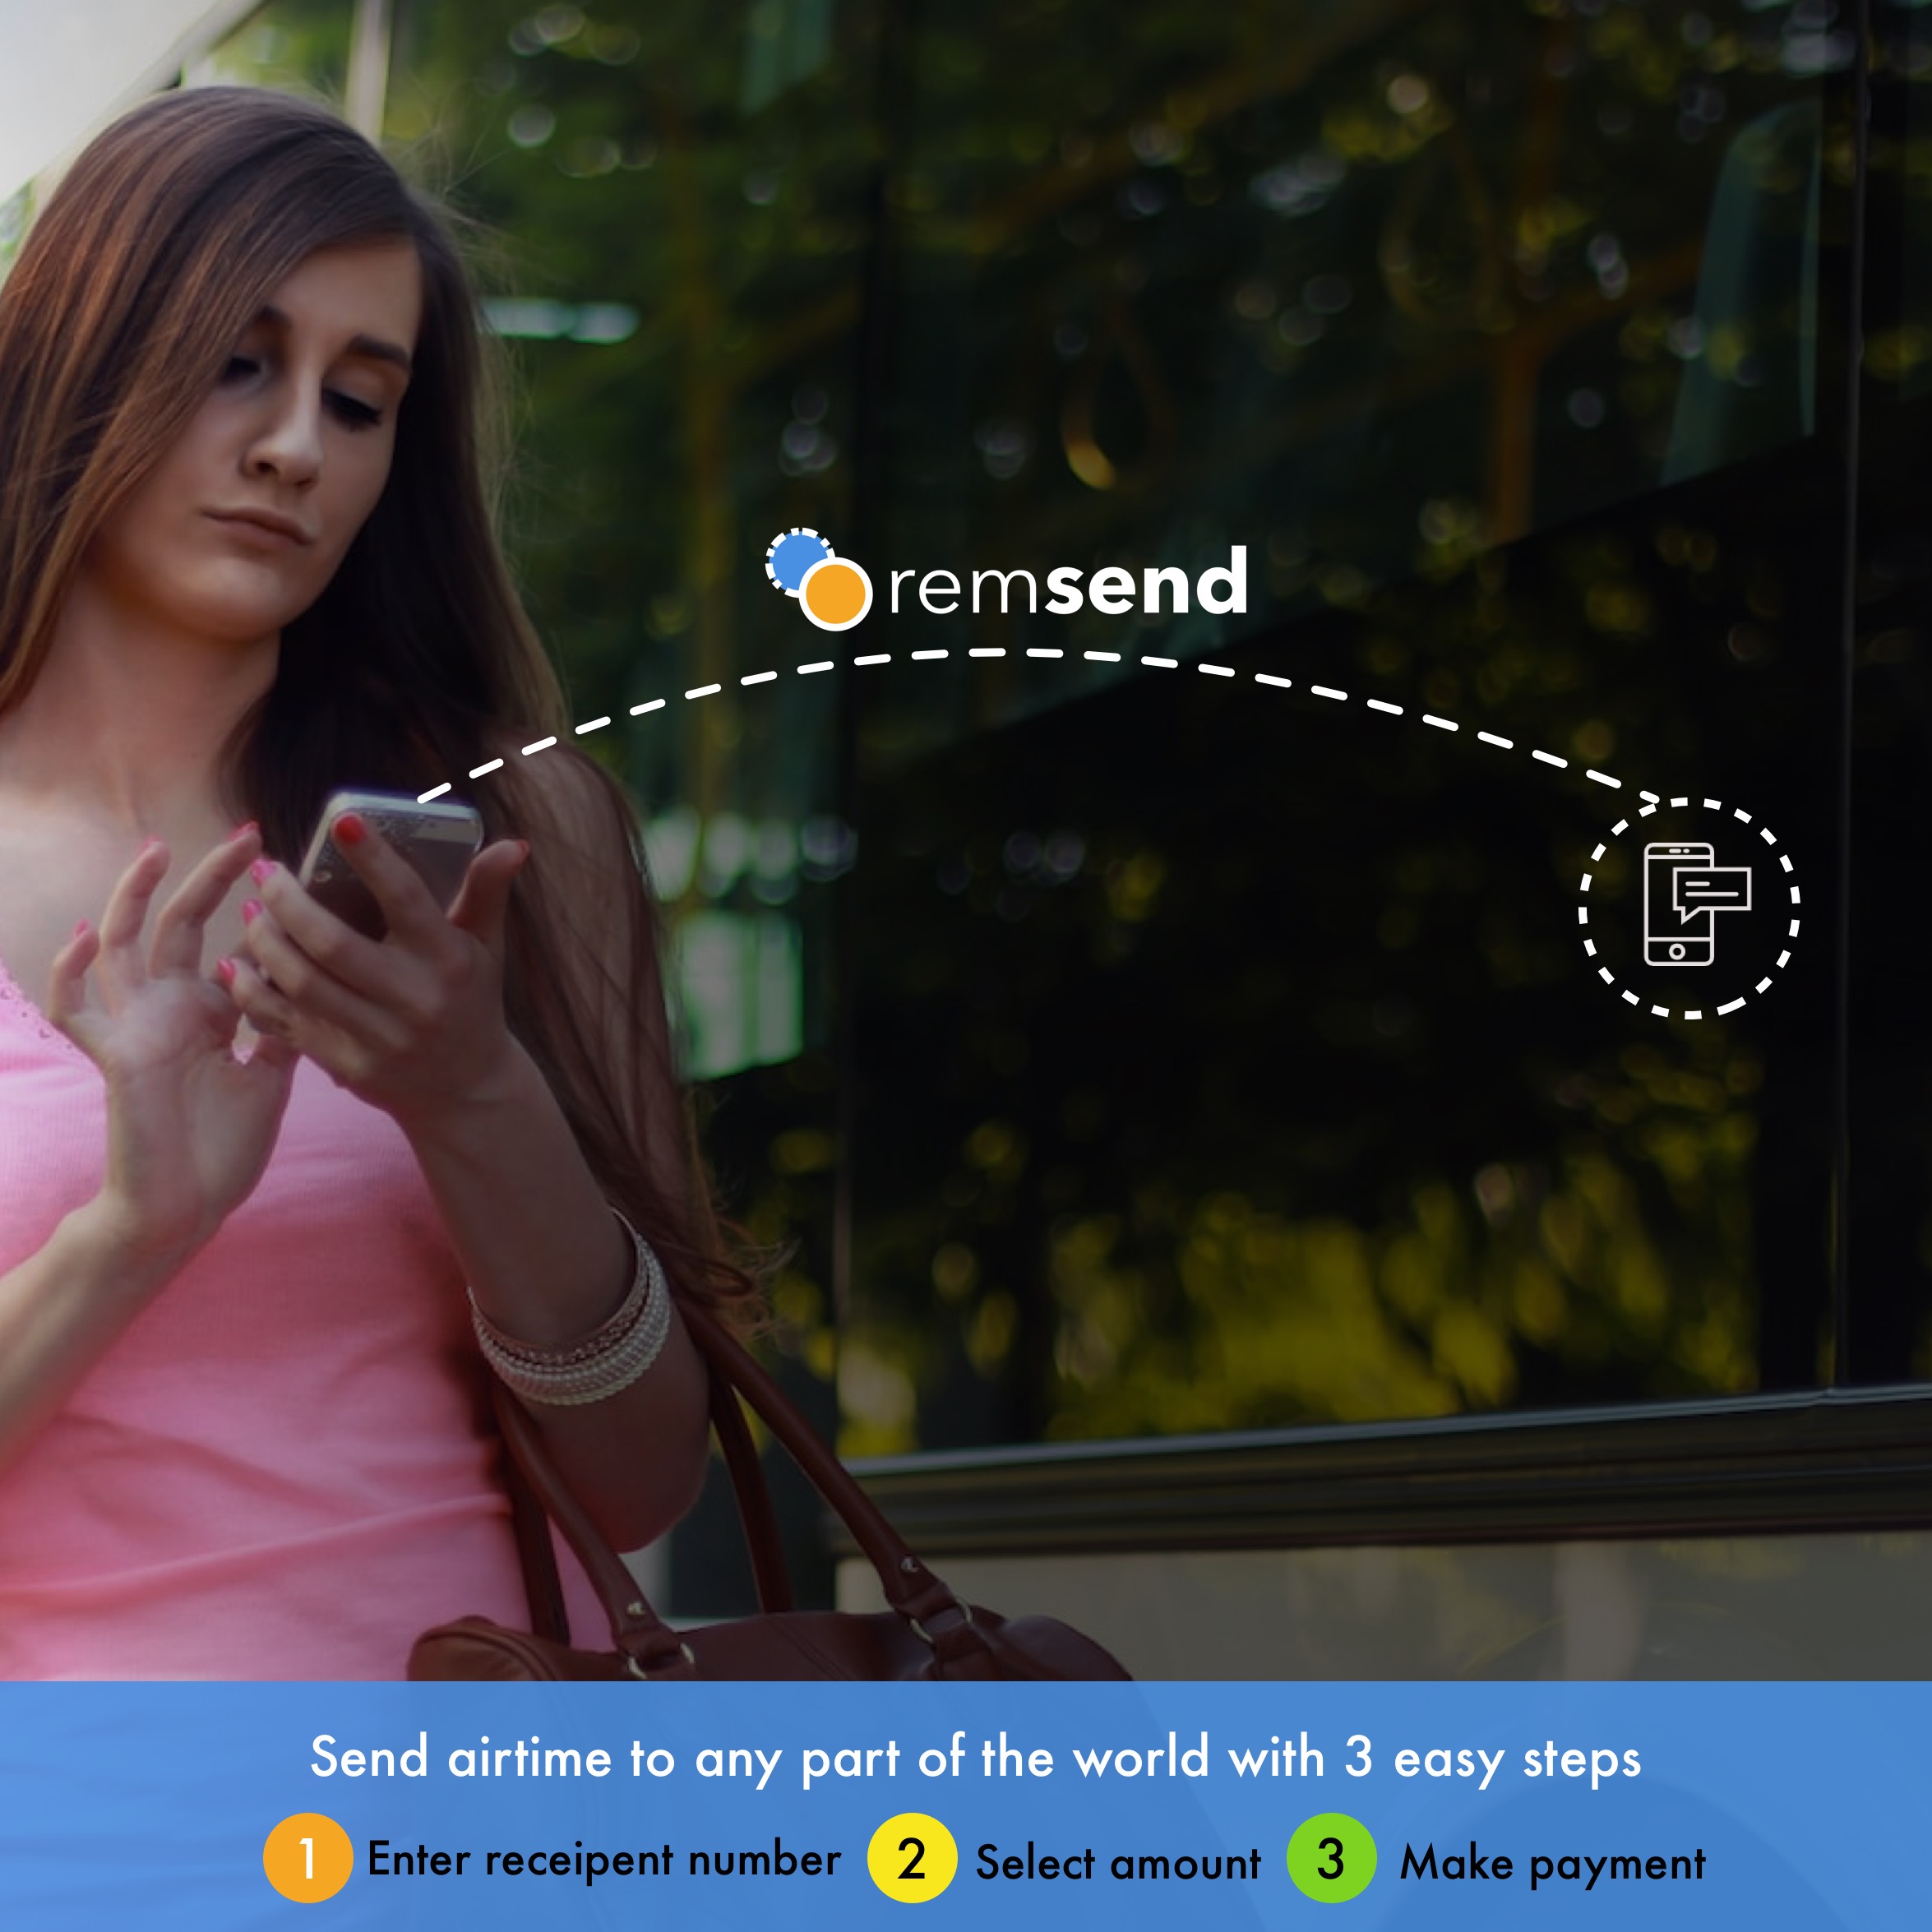 remsend
Send airtime to any part of the world with 3 easy steps
1 Enter receipent number 2 Select amount 3 Make payment